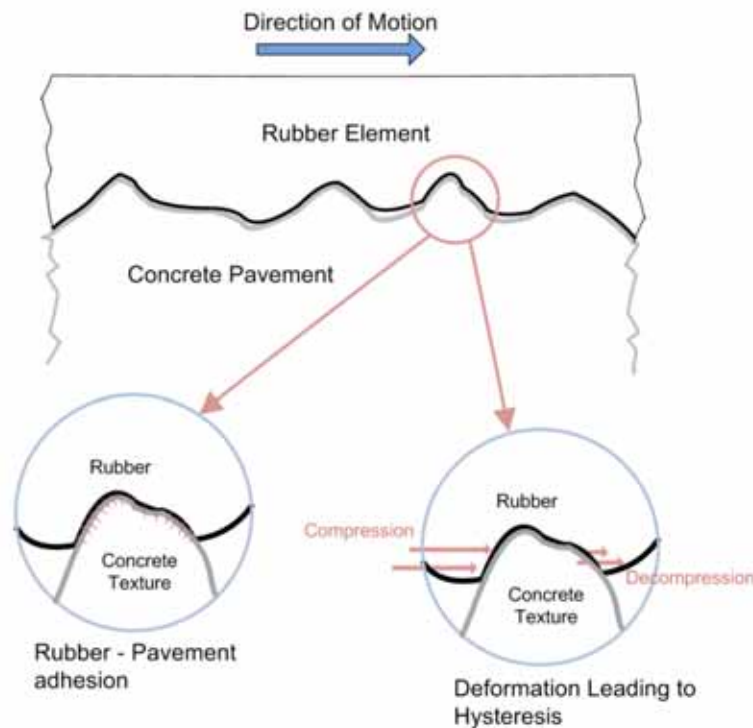 Direction of Motion
Rubber Element
Concrete Pavement
Rubber
Concrete
Texture
Rubber - Pavement
adhesion
Rubber
Compression
Decompression
Concrete
Texture
Deformation Leading to
Hysteresis